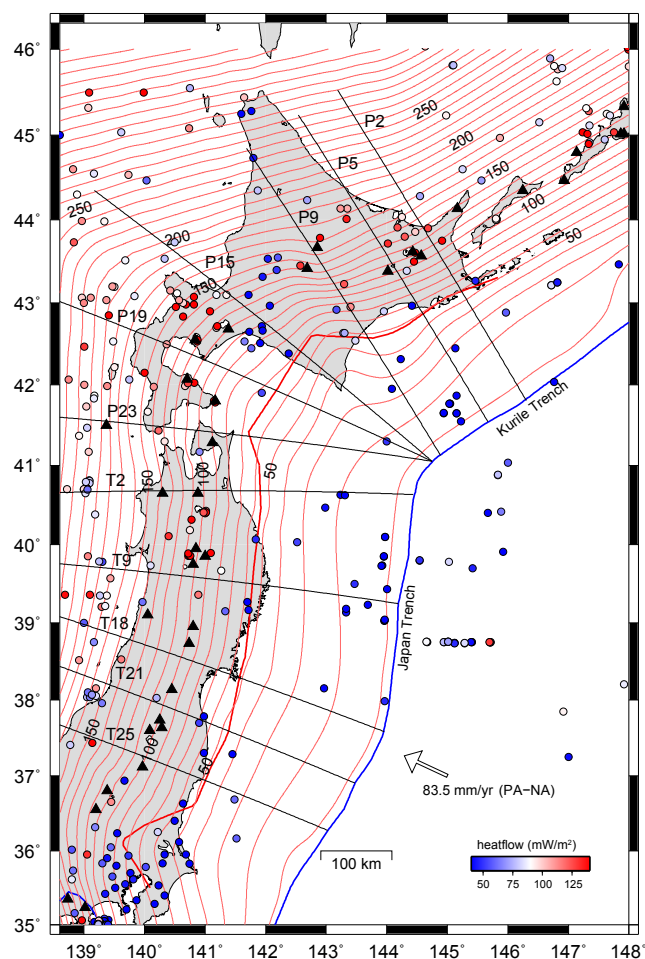 46˚
45˚
44˚
43˚
42˚
41˚
40˚
39˚
38˚
37˚
36˚
35˚
139
140
141
142
143
144
145
146
147
148˚
P2
250
P5
200
150
P9
100
250
50
P15
150
P19
Kurile Trench
P23
50
T2
150
100
T9
T18
Japan Trench
T21
T25
150
100
50
83.5 mm/yr (PA−NA)
100 km
heatflow (mW/m²)
50 75 100 125